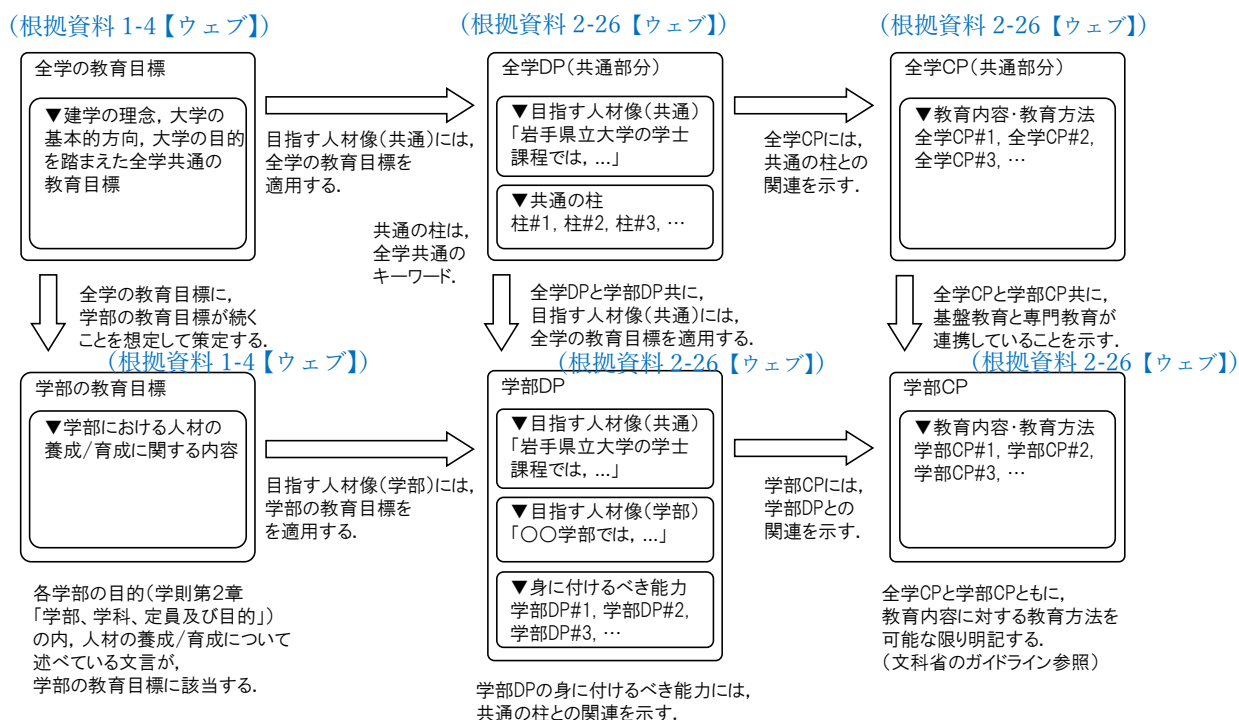 (根拠資料 1-4【ウェブ】)
(根拠資料 2-26【ウェブ】)
(根拠資料 2-26【ウェブ】)
全学の教育目標
▼建学の理念, 大学の
基本的方向, 大学の目的
を踏まえた全学共通の
教育目標
目指す人材像(共通)には,
全学の教育目標を
適用する.
全学DP(共通部分)
▼目指す人材像(共通)
「岩手県立大学の学士
課程では, ...」
▼共通の柱
柱#1, 柱#2, 柱#3, …
共通の柱は,
全学共通の
キーワード.
全学CPには,
共通の柱との
関連を示す.
全学CP(共通部分)
▼教育内容・教育方法
全学CP#1, 全学CP#2,
全学CP#3, …
全学の教育目標に,
学部の教育目標が続く
ことを想定して策定する.
全学DPと学部DP共に,
目指す人材像(共通)には,
全学の教育目標を適用する.
全学CPと学部CP共に,
基盤教育と専門教育が
連携していることを示す.
(根拠資料 1-4【ウェブ】)
(根拠資料 2-26【ウェブ】)
(根拠資料 2-26【ウェブ】)
学部の教育目標
▼学部における人材の
養成/育成に関する内容
目指す人材像(学部)には,
学部の教育目標を
を適用する.
学部DP
▼目指す人材像(共通)
「岩手県立大学の学士
課程では, ...」
▼目指す人材像(学部)
「〇〇学部では, ...」
▼身に付けるべき能力
学部DP#1, 学部DP#2,
学部DP#3, …
学部CPには,
学部DPとの
関連を示す.
学部CP
▼教育内容・教育方法
学部CP#1, 学部CP#2,
学部CP#3, …
各学部の目的(学則第2章
「学部、学科、定員及び目的」)
の内, 人材の養成/育成について
述べている文言が,
学部の教育目標に該当する.
学部DPの身に付けるべき能力には,
共通の柱との関連を示す.
全学CPと学部CPともに,
教育内容に対する教育方法を
可能な限り明記する.
(文科省のガイドライン参照)